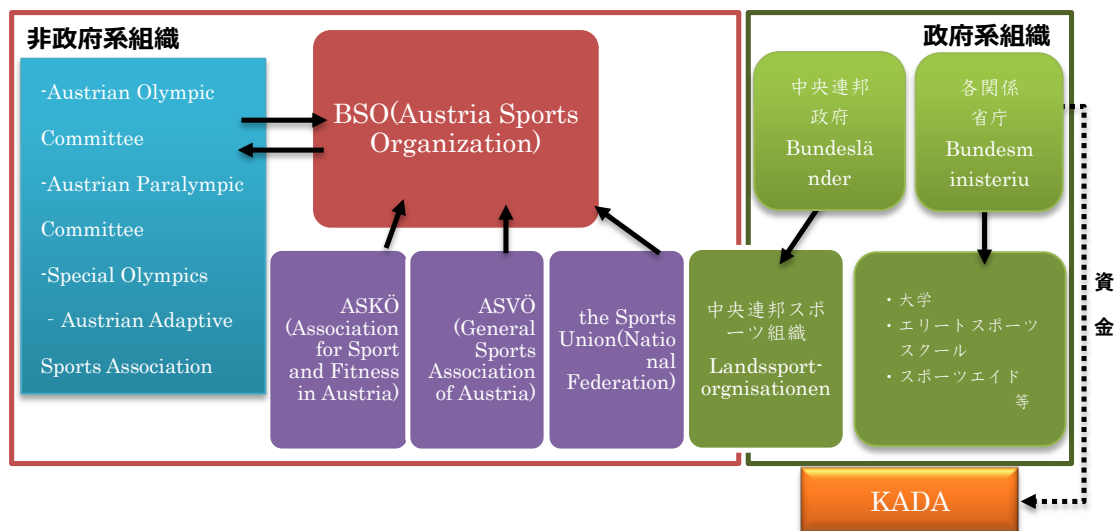 非政府系組織
-Austrian Olympic
Committee
-Austrian Paralympic
Committee
-Special Olympics
- Austrian Adaptive
Sports Association
BSO(Austria Sports
Organization)
ASKÖ
(Association
for Sport
and Fitness
in Austria)
ASVÖ
(General
Sports
Association
of Austria)
the Sports
Union(Natio
nal
Federation)
政府系組織
中央連邦
政府
Bundeslä
nder
各関係
省庁
Bundesm
inisteriu
中央連邦スポ
ーツ組織
Landssport-
orgnisationen
・大学
・エリートスポーツ
スクール
・スポーツエイド
等
資
金
KADA